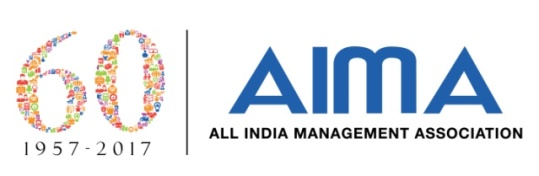 60
1957-2017
AIMA
ALL INDIA MANAGEMENT ASSOCIATION